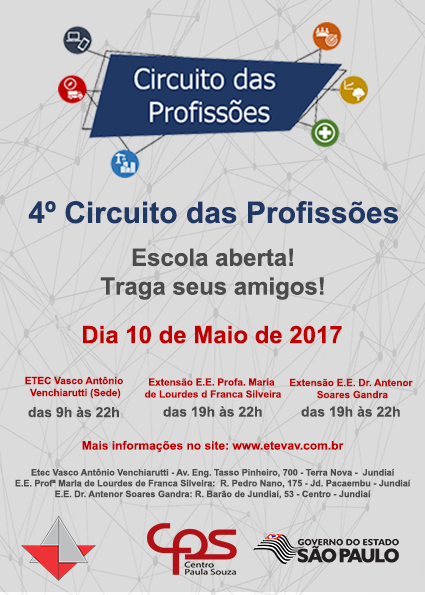 Circuito das
Profissões
4º Circuito das Profissões
Escola aberta!
Traga seus amigos!
Dia 10 de Maio de 2017
ETEC Vasco Antônio
Venchiarutti (Sede)
das 9h às 22h
Extensão E.E. Profa. Maria
de Lourdes d Franca Silveira
das 19h às 22h
Extensão E.E. Dr. Antenor
Soares Gandra
das 19h às 22h
Mais informações no site: www.etevav.com.br
Etec Vasco Antônio Venchiarutti - Av. Eng. Tasso Pinheiro, 700 - Terra Nova - Jundiaí
E.E. Profª Maria de Lourdes de Franca Silveira: R. Pedro Nano, 175 - Jd. Pacaembu - Jundiaí
E.E. Dr. Antenor Soares Gandra: R. Barão de Jundiaí, 53 - Centro - Jundiaí
cps
Centro
Paula Souza
GOVERNO DO ESTADO
SÃO PAULO